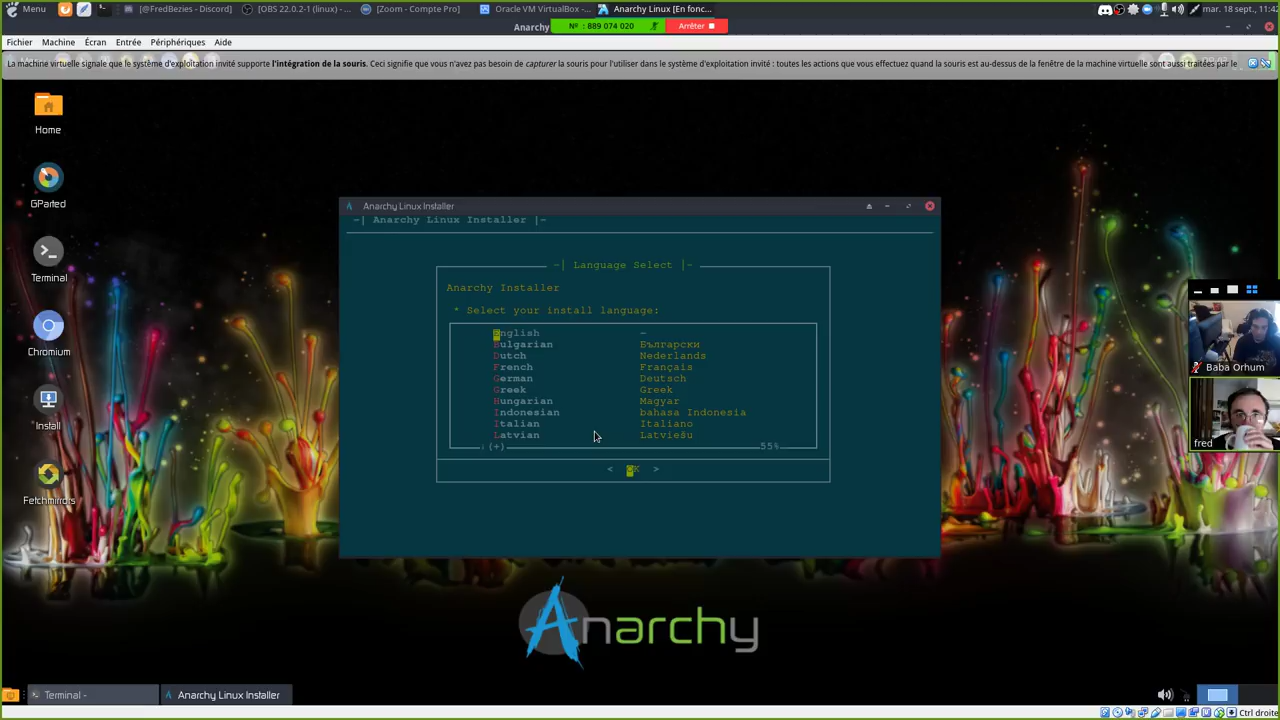 Menu
[@FredBezies - Discord]
[OBS 22.0.2-1 (linux) - ...
[Zoom - Compte Pro]
Oracle VM VirtualBox -...
Anarchy Linux [En fonc...
mar. 18 sept., 11:42
Anarchy
N° : 889 074 020
Arrêter
Fichier Machine Écran Entrée Périphériques Aide
La machine virtuelle signale que le système d'exploitation invité supporte l'intégration de la souris. Ceci signifie que vous n'avez pas besoin de capturer la souris pour l'utiliser dans le système d'exploitation invité : toutes les actions que vous effectuez quand la souris est au-dessus de la fenêtre de la machine virtuelle sont aussi traitées par le
Home
GParted
Terminal
Chromium
Install
Fetchmirrors
Anarchy Linux Installer
-| Anarchy Linux Installer |-
-| Language Select |-
Anarchy Installer
* Select your install language:
English -
Bulgarian Български
Dutch Nederlands
French Français
German Deutsch
Greek Greek
Hungarian Magyar
Indonesian bahasa Indonesia
Italian Italiano
Latvian Latviešu
↓(+) 55%
< OK >
Baba Orhum
fred
Anarchy
Terminal -
Anarchy Linux Installer
Ctrl droite